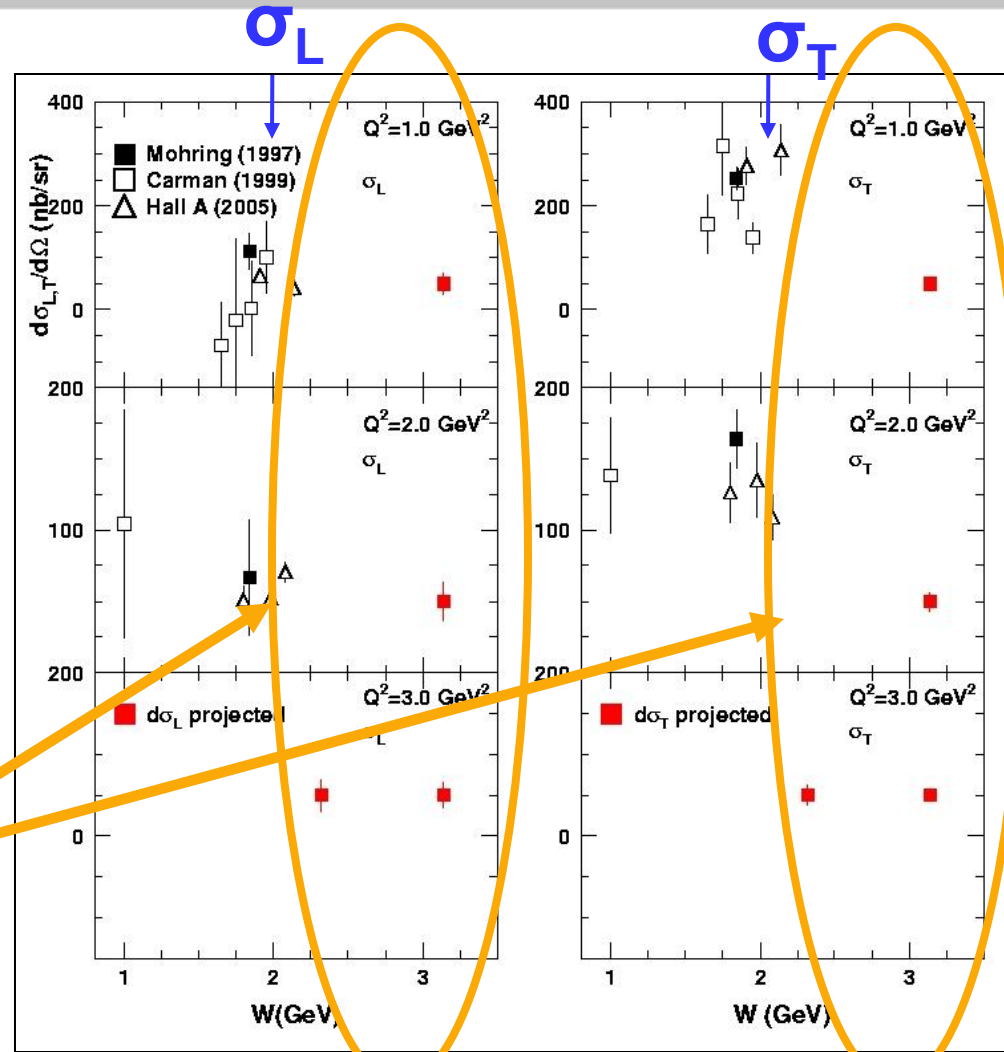 σL
σT
dσL,T/dΩ (nb/sr)
400
200
0
Mohring (1997)
Carman (1999)
Hall A (2005)
Q²=1.0 GeV²
σL
400
200
0
Q²=1.0 GeV²
σT
200
100
Q²=2.0 GeV²
σL
200
100
Q²=2.0 GeV²
σT
200
0
dσL projected
Q²=3.0 GeV²
σL
200
0
dσT projected
Q²=3.0 GeV²
σT
1 2 3
W(GeV)
1 2 3
W (GeV)